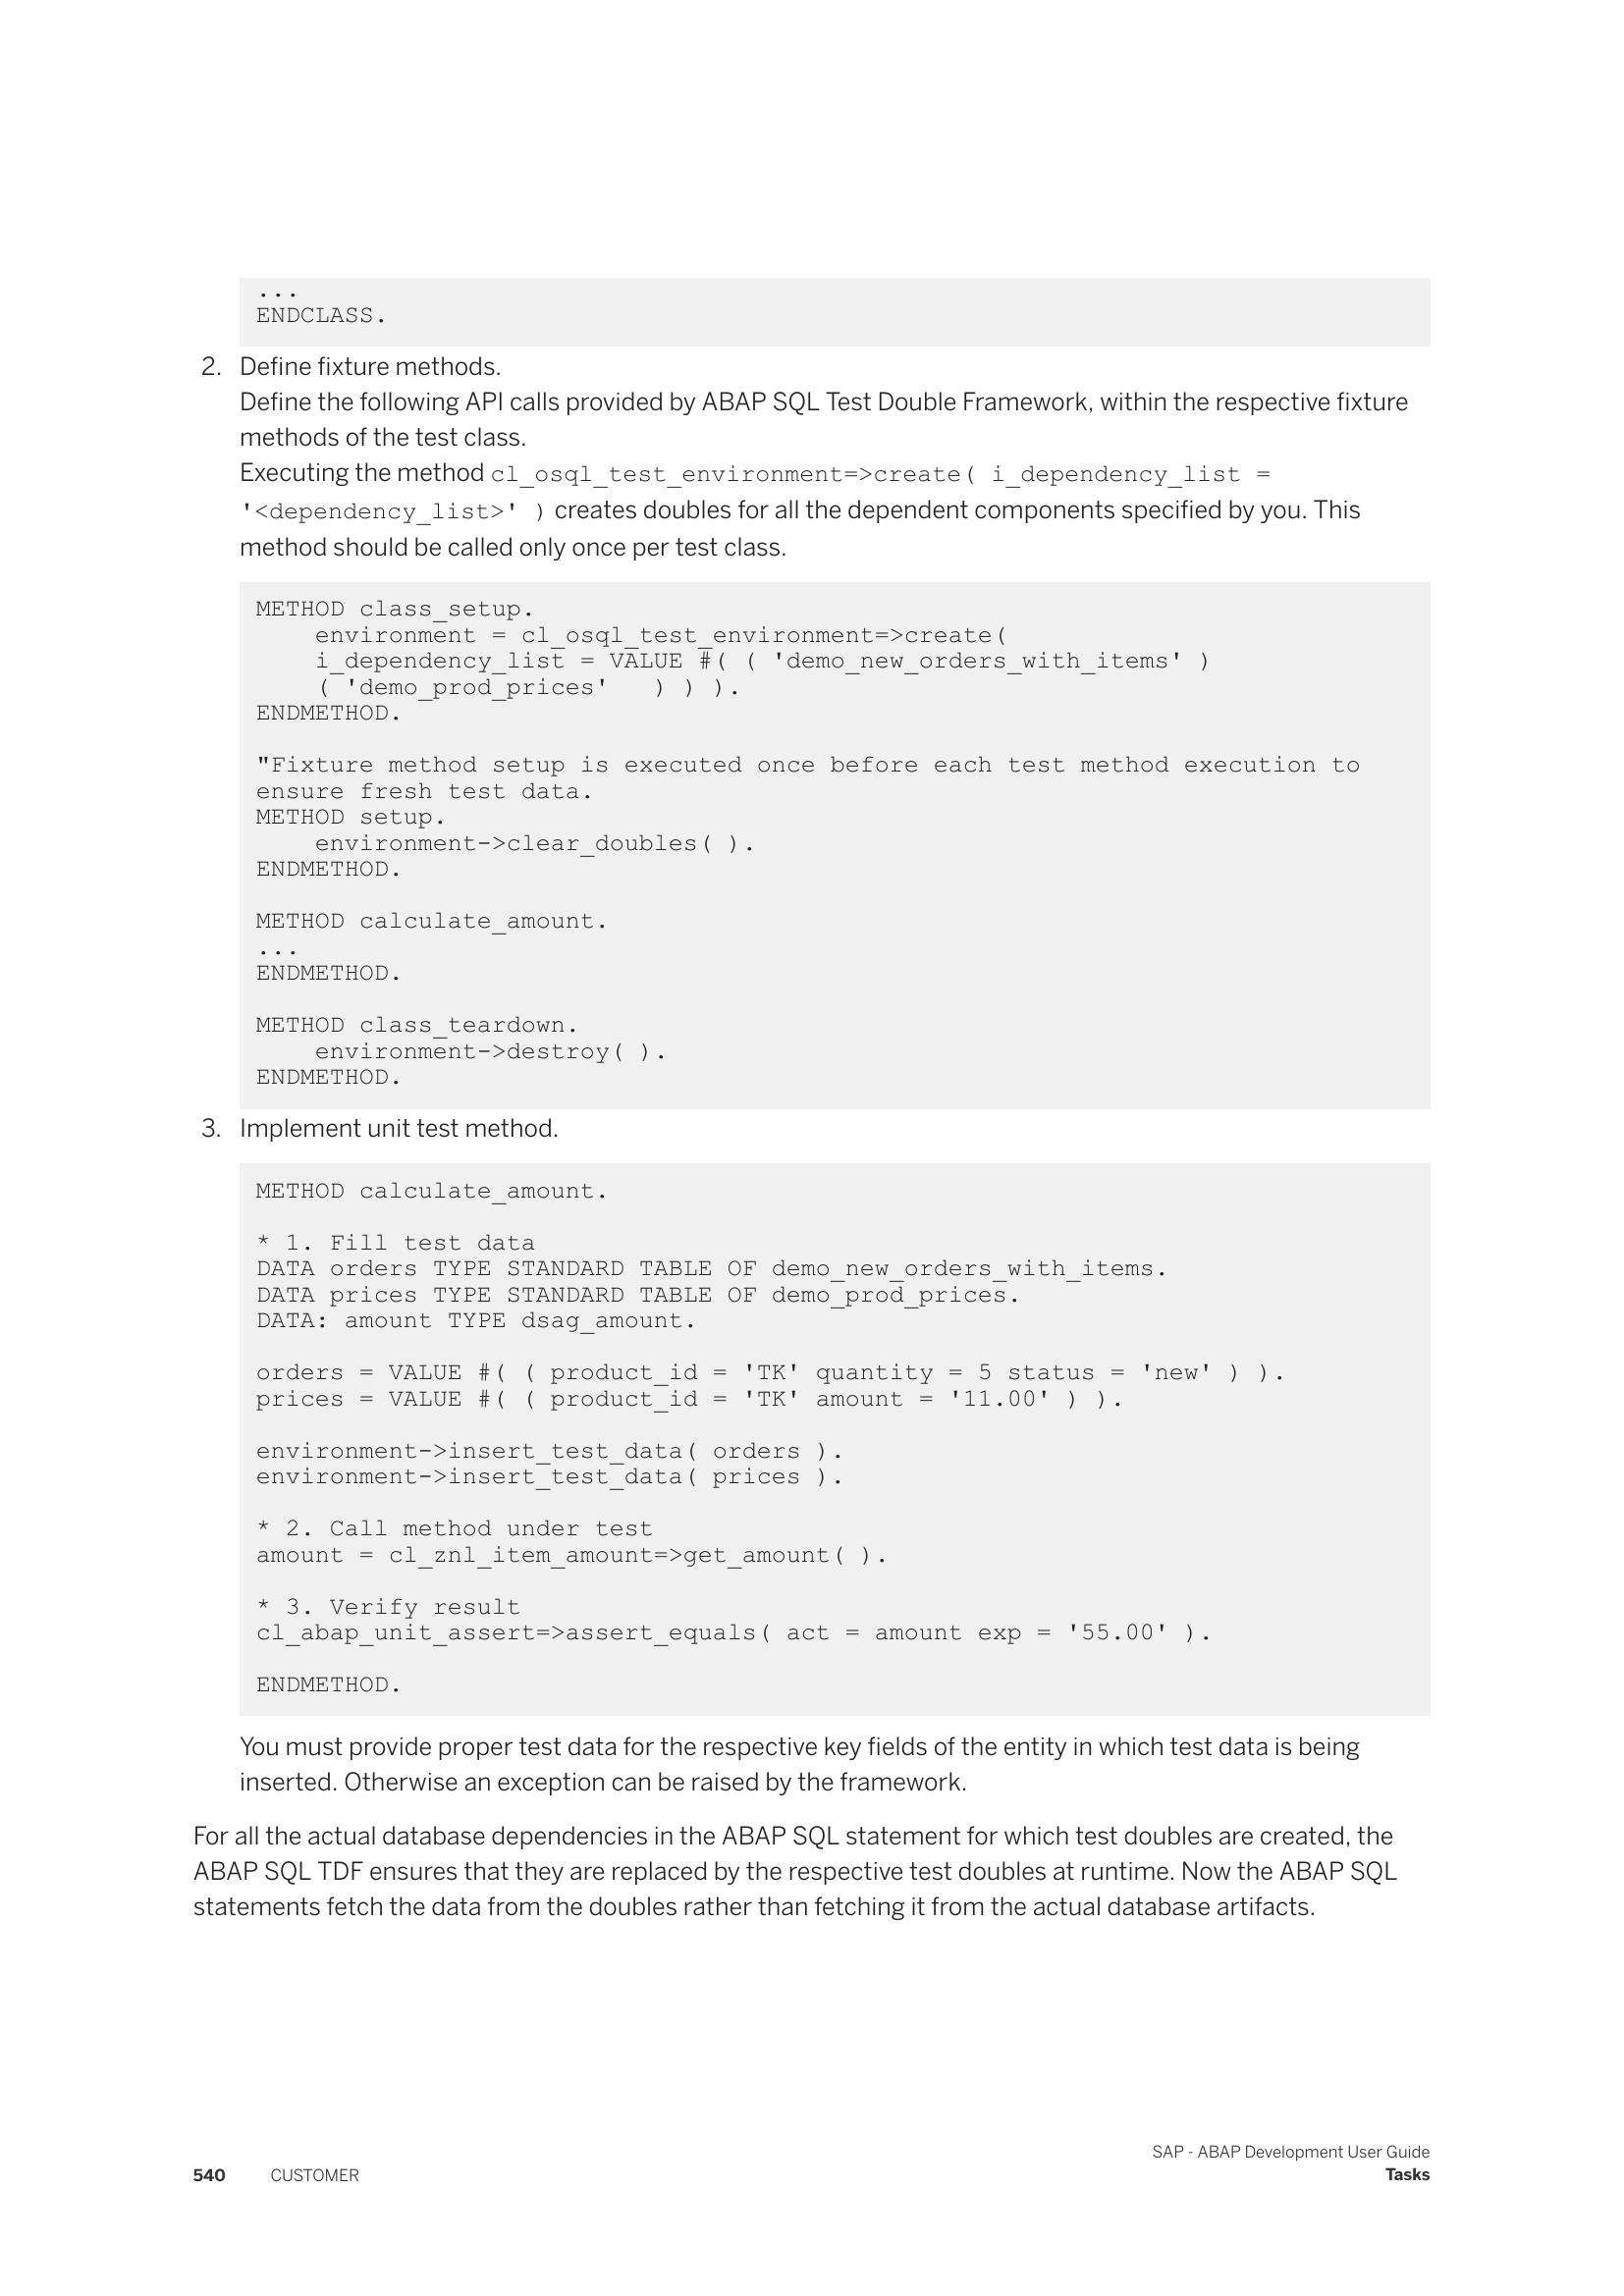 ...
ENDCLASS.
2. Define fixture methods.
Define the following API calls provided by ABAP SQL Test Double Framework, within the respective fixture
methods of the test class.
Executing the method cl_osql_test_environment=>create( i_dependency_list =
'<dependency_list>' ) creates doubles for all the dependent components specified by you. This
method should be called only once per test class.
METHOD class_setup.
    environment = cl_osql_test_environment=>create(
    i_dependency_list = VALUE #( ( 'demo_new_orders_with_items' )
    ( 'demo_prod_prices'   ) ) ).
ENDMETHOD.
"Fixture method setup is executed once before each test method execution to
ensure fresh test data.
METHOD setup.
    environment->clear_doubles( ).
ENDMETHOD.
METHOD calculate_amount.
...
ENDMETHOD.
METHOD class_teardown.
    environment->destroy( ).
ENDMETHOD.
3. Implement unit test method.
METHOD calculate_amount.
* 1. Fill test data
DATA orders TYPE STANDARD TABLE OF demo_new_orders_with_items.
DATA prices TYPE STANDARD TABLE OF demo_prod_prices.
DATA: amount TYPE dsag_amount.
orders = VALUE #( ( product_id = 'TK' quantity = 5 status = 'new' ) ).
prices = VALUE #( ( product_id = 'TK' amount = '11.00' ) ).
environment->insert_test_data( orders ).
environment->insert_test_data( prices ).
* 2. Call method under test
amount = cl_znl_item_amount=>get_amount( ).
* 3. Verify result
cl_abap_unit_assert=>assert_equals( act = amount exp = '55.00' ).
ENDMETHOD.
You must provide proper test data for the respective key fields of the entity in which test data is being
inserted. Otherwise an exception can be raised by the framework.
For all the actual database dependencies in the ABAP SQL statement for which test doubles are created, the
ABAP SQL TDF ensures that they are replaced by the respective test doubles at runtime. Now the ABAP SQL
statements fetch the data from the doubles rather than fetching it from the actual database artifacts.
SAP - ABAP Development User Guide
540 CUSTOMER Tasks